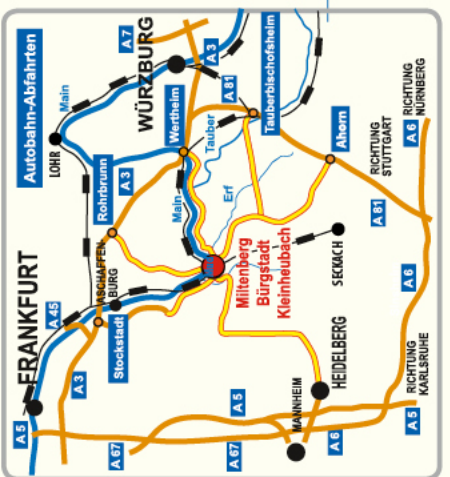 Autobahn-Abfahrten
FRANKFURT
A 5
A 45
A 3
ASCHAFFEN-
BURG
Stockstadt
Rohrbrunn
A 3
LOHR
Main
WÜRZBURG
A 7
A 3
Wertheim
A 81
Tauberbischofsheim
Tauber
Main
Erf
Miltenberg
Bürgstadt
Kleinheubach
Ahorn
SECKACH
RICHTUNG
STUTTGART
A 81
RICHTUNG
NÜRNBERG
A 6
A 6
HEIDELBERG
MANNHEIM
A 67
A 67
A 5
A 6
A 5
RICHTUNG
KARLSRUHE